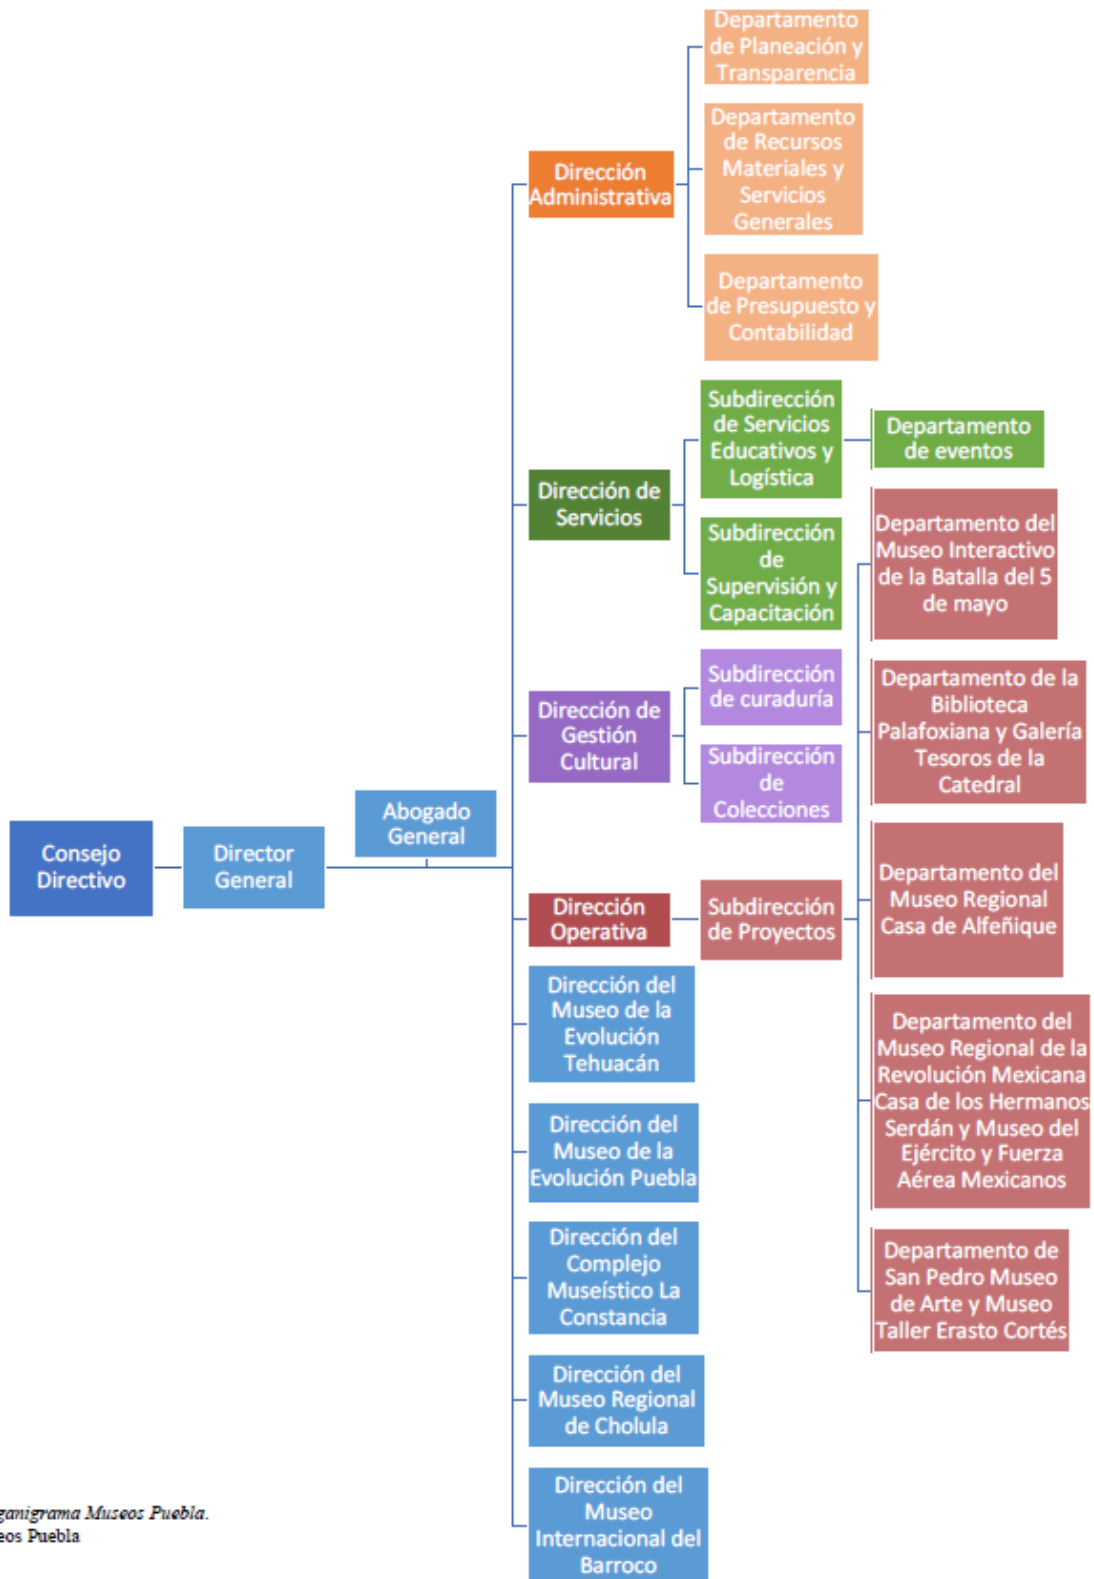 Departamento
de Planeación y
Transparencia
Departamento
de Recursos
Materiales y
Servicios
Generales
Dirección
Administrativa
Departamento
de Presupuesto y
Contabilidad
Subdirección
de Servicios
Educativos y
Logística
Departamento
de eventos
Dirección de
Servicios
Subdirección
de
Supervisión y
Capacitación
Departamento del
Museo Interactivo
de la Batalla del 5
de mayo
Subdirección
de curaduría
Dirección de
Gestión
Cultural
Subdirección
de
Colecciones
Departamento de la
Biblioteca
Palafoxiana y Galería
Tesoros de la
Catedral
Abogado
General
Consejo
Directivo
Director
General
Dirección
Operativa
Subdirección
de Proyectos
Departamento del
Museo Regional
Casa de Alfeñique
Dirección del
Museo de la
Evolución
Tehuacán
Departamento del
Museo Regional de la
Revolución Mexicana
Casa de los Hermanos
Serdán y Museo del
Ejército y Fuerza
Aérea Mexicanos
Dirección del
Museo de la
Evolución Puebla
Dirección del
Complejo
Museístico La
Constancia
Departamento de
San Pedro Museo
de Arte y Museo
Taller Erasto Cortés
Dirección del
Museo Regional
de Cholula
Dirección del
Museo
Internacional del
Barroco
ganigrama Museos Puebla.
eos Puebla